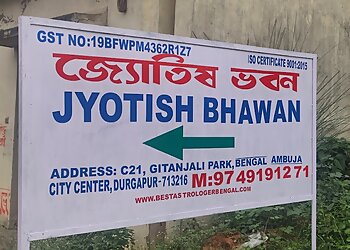 GST NO:19BFWPM4362R1Z7
ISO CERTIFICATE 9001:2015
জ্যোতিষ ভবন
JYOTISH BHAWAN
ADDRESS: C21, GITANJALI PARK, BENGAL AMBUJA
CITY CENTER, DURGAPUR-713216 M:9749191271
WWW.BESTASTROLOGERBENGAL.COM